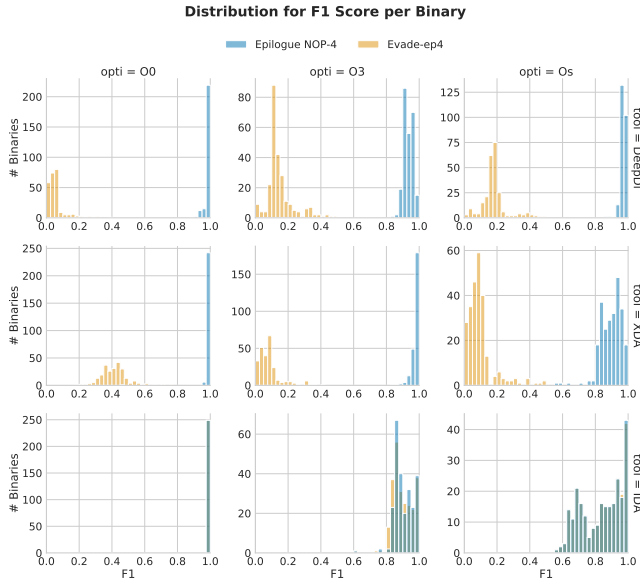 Distribution for F1 Score per Binary
Epilogue NOP-4 Evade-ep4
opti = O0 opti = O3 opti = Os
# Binaries
200
150
100
50
0
0.0 0.2 0.4 0.6 0.8 1.0
80
60
40
20
0
0.0 0.2 0.4 0.6 0.8 1.0
125
100
75
50
25
0
0.0 0.2 0.4 0.6 0.8 1.0
tool = DeepDi
# Binaries
250
200
150
100
50
0
0.0 0.2 0.4 0.6 0.8 1.0
150
100
50
0
0.0 0.2 0.4 0.6 0.8 1.0
60
40
20
0
0.0 0.2 0.4 0.6 0.8 1.0
tool = XDA
# Binaries
250
200
150
100
50
0
0.0 0.2 0.4 0.6 0.8 1.0
F1
60
40
20
0
0.0 0.2 0.4 0.6 0.8 1.0
F1
40
30
20
10
0
0.0 0.2 0.4 0.6 0.8 1.0
F1
tool = IDA